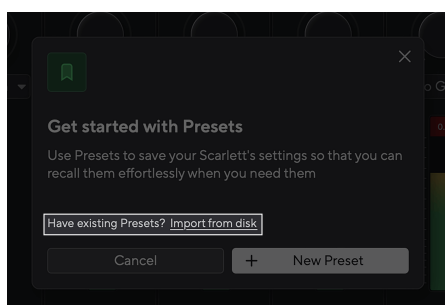 Get started with Presets
Use Presets to save your Scarlett's settings so that you can
recall them effortlessly when you need them
Have existing Presets? Import from disk
Cancel
+ New Preset